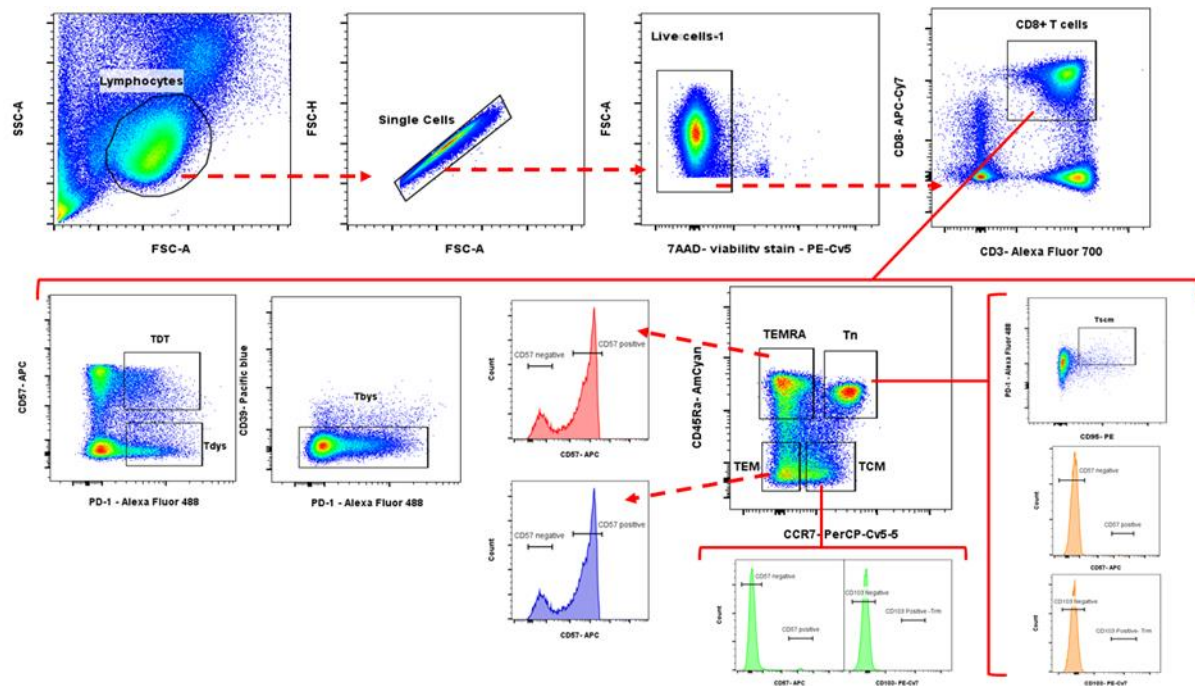 SSC-A
Lymphocytes
FSC-A
FSC-H
Single Cells
FSC-A
FSC-A
Live cells-1
7AAD- viability stain - PE-Cy5
CD8- APC-Cy7
CD8+ T cells
CD3- Alexa Fluor 700
CD57- APC
TDT
Tdys
PD-1 - Alexa Fluor 488
CD39- Pacific blue
Tbys
PD-1 - Alexa Fluor 488
Count
CD57 negative
CD57 positive
CD57- APC
Count
CD57 negative
CD57 positive
CD57- APC
CD45Ra- AmCyan
TEMRA
Tn
TEM
TCM
CCR7- PerCP-Cy5-5
PD-1 - Alexa Fluor 488
Tscm
CD95- PE
Count
CD57 negative
CD57 positive
CD57- APC
Count
CD103 Negative
CD103 Positive- Trm
CD103- PE-Cy7
Count
CD57 negative
CD57 positive
CD57- APC
CD103 Negative
CD103 Positive -Trm
CD103- PE-Cy7